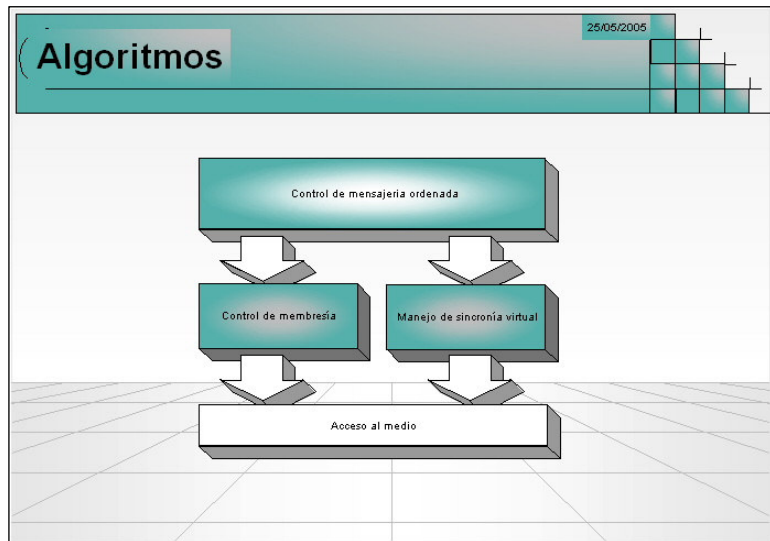 25/05/2005
Algoritmos
Control de mensajeria ordenada
Control de membresía
Manejo de sincronía virtual
Acceso al medio